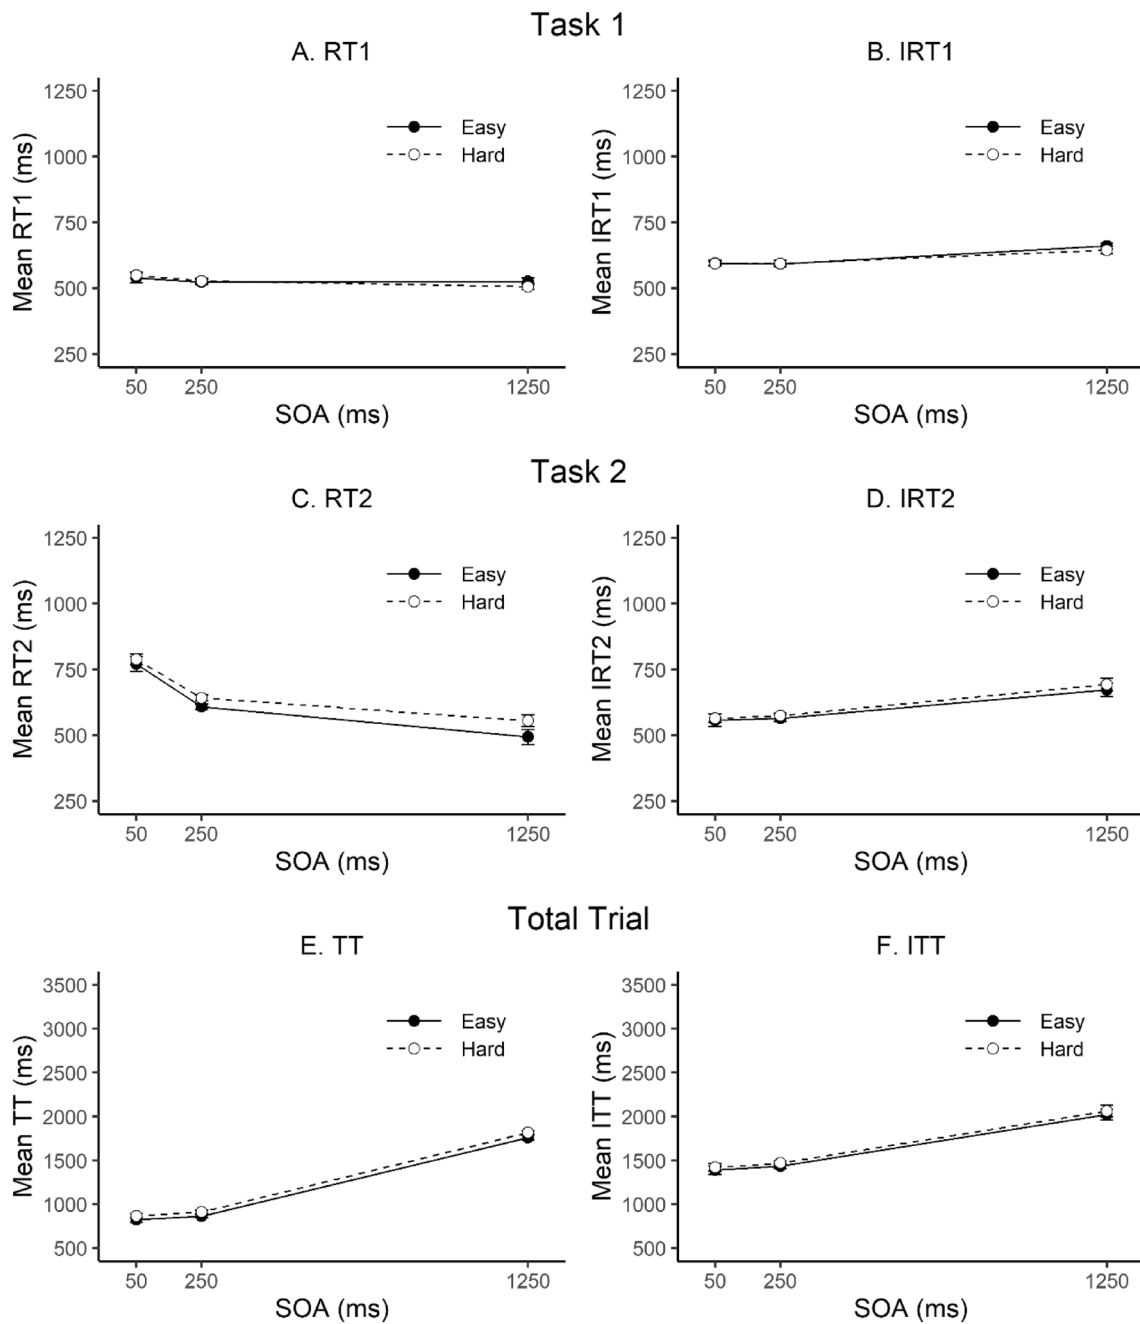 Task 1
A. RT1
B. IRT1
Mean RT1 (ms)
1250
1000
750
500
250
Easy
Hard
50 250 1250
SOA (ms)
Mean IRT1 (ms)
1250
1000
750
500
250
Easy
Hard
50 250 1250
SOA (ms)
Task 2
C. RT2
D. IRT2
Mean RT2 (ms)
1250
1000
750
500
250
Easy
Hard
50 250 1250
SOA (ms)
Mean IRT2 (ms)
1250
1000
750
500
250
Easy
Hard
50 250 1250
SOA (ms)
Total Trial
E. TT
F. ITT
Mean TT (ms)
3500
3000
2500
2000
1500
1000
500
Easy
Hard
50 250 1250
SOA (ms)
Mean ITT (ms)
3500
3000
2500
2000
1500
1000
500
Easy
Hard
50 250 1250
SOA (ms)